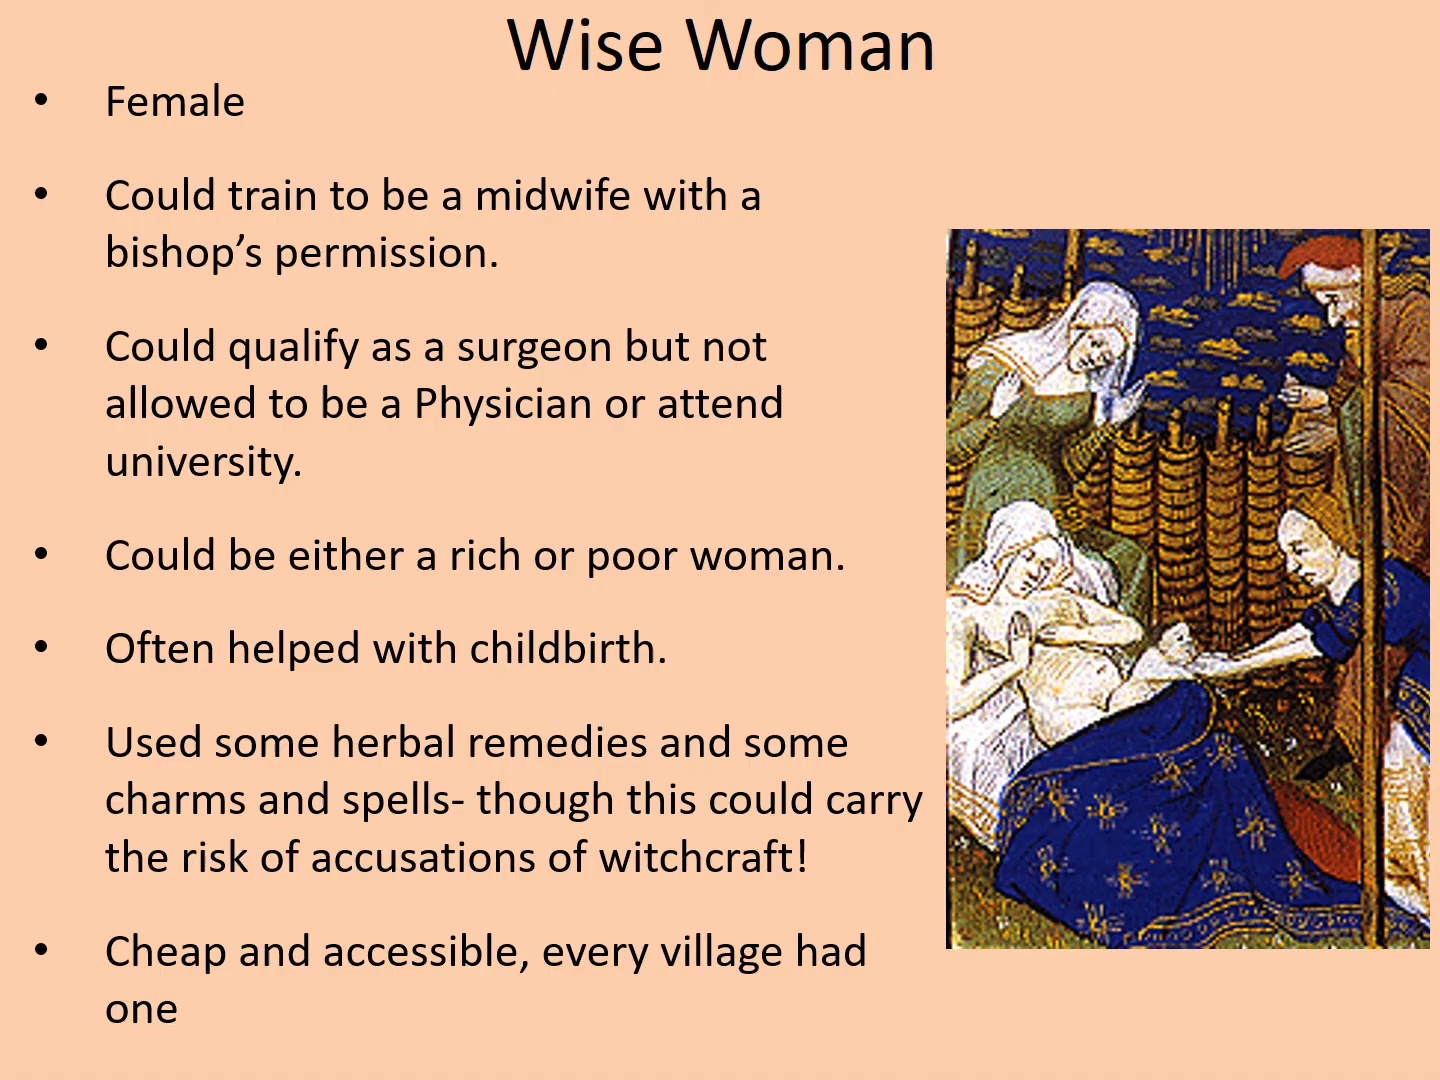 Wise Woman
• Female
• Could train to be a midwife with a
bishop’s permission.
• Could qualify as a surgeon but not
allowed to be a Physician or attend
university.
• Could be either a rich or poor woman.
• Often helped with childbirth.
• Used some herbal remedies and some
charms and spells- though this could carry
the risk of accusations of witchcraft!
• Cheap and accessible, every village had
one